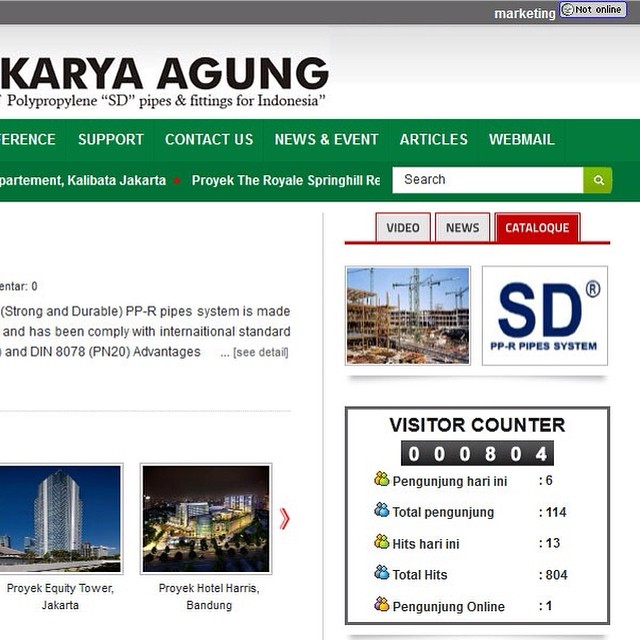 marketing Not online
KARYA AGUNG
Polypropylene “SD” pipes & fittings for Indonesia”
ERENCE SUPPORT CONTACT US NEWS & EVENT ARTICLES WEBMAIL
partement, Kalibata Jakarta Proyek The Royale Springhill Re Search
VIDEO NEWS CATALOQUE
entar: 0
(Strong and Durable) PP-R pipes system is made
and has been comply with internaitional standard
) and DIN 8078 (PN20) Advantages ... [see detail]
SD®
PP-R PIPES SYSTEM
VISITOR COUNTER
000804
Pengunjung hari ini : 6
Total pengunjung : 114
Hits hari ini : 13
Total Hits : 804
Pengunjung Online : 1
Proyek Equity Tower,
Jakarta
Proyek Hotel Harris,
Bandung